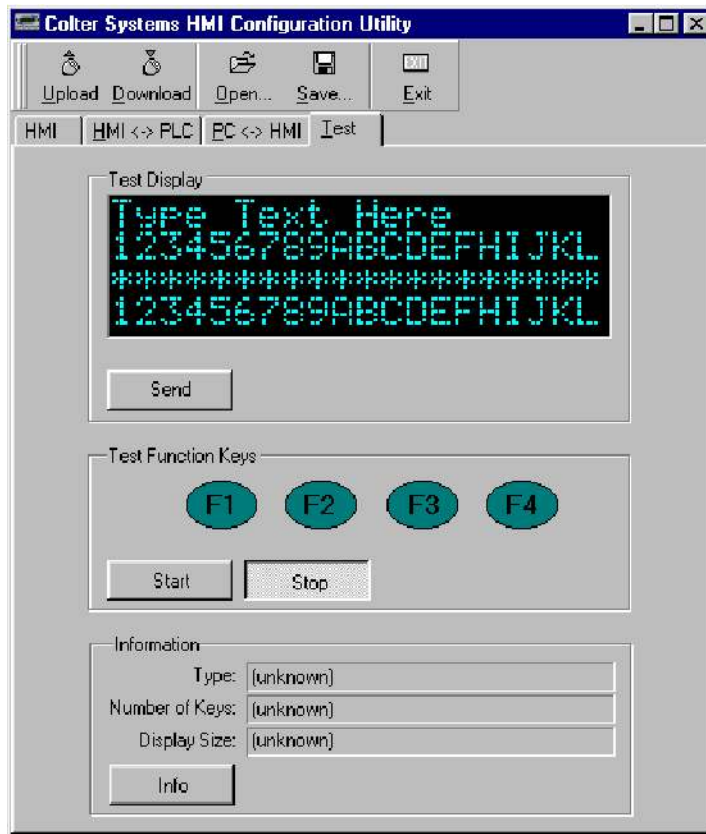 Colter Systems HMI Configuration Utility
Upload Download Open... Save... EXIT Exit
HMI HMI <-> PLC PC <-> HMI Test
Test Display
Type Text Here
123456789ABCDEFHIJKL
********************
123456789ABCDEFHIJKL
Send
Test Function Keys
F1 F2 F3 F4
Start Stop
Information
Type: (unknown)
Number of Keys: (unknown)
Display Size: (unknown)
Info